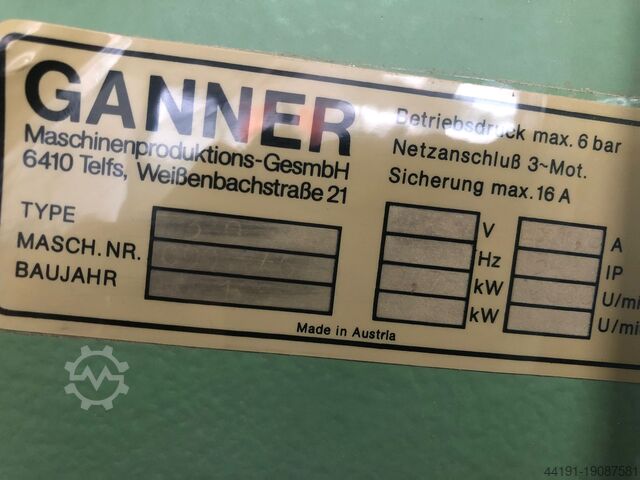 GANNER
Maschinenproduktions-GesmbH
6410 Telfs, Weißenbachstraße 21
Betriebsdruck max. 6 bar
Netzanschluß 3~Mot.
Sicherung max. 16 A
TYPE
MASCH. NR.
BAUJAHR
V
Hz
kW
kW
A
IP
U/mi
U/mi
Made in Austria
44191-19087581